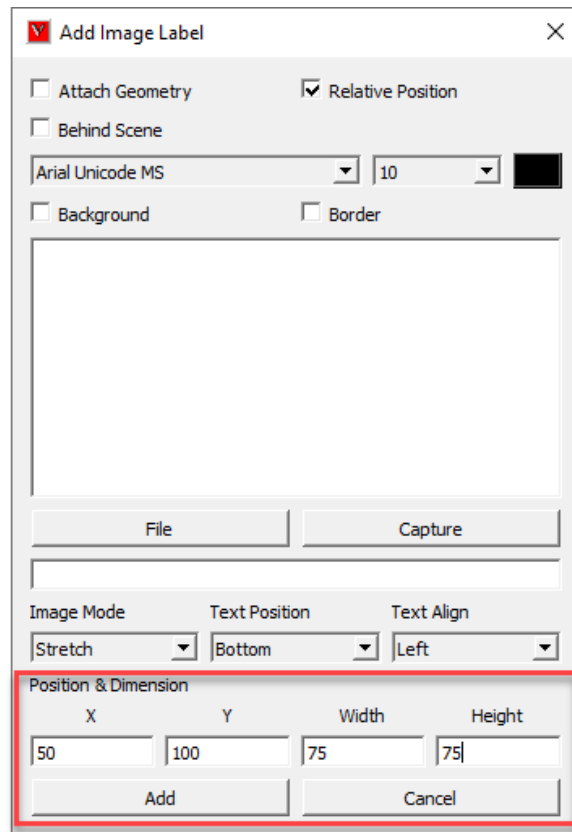 V Add Image Label
Attach Geometry Relative Position
Behind Scene
Arial Unicode MS 10
Background Border
File Capture
Image Mode Text Position Text Align
Stretch Bottom Left
Position & Dimension
X Y Width Height
50 100 75 75
Add Cancel